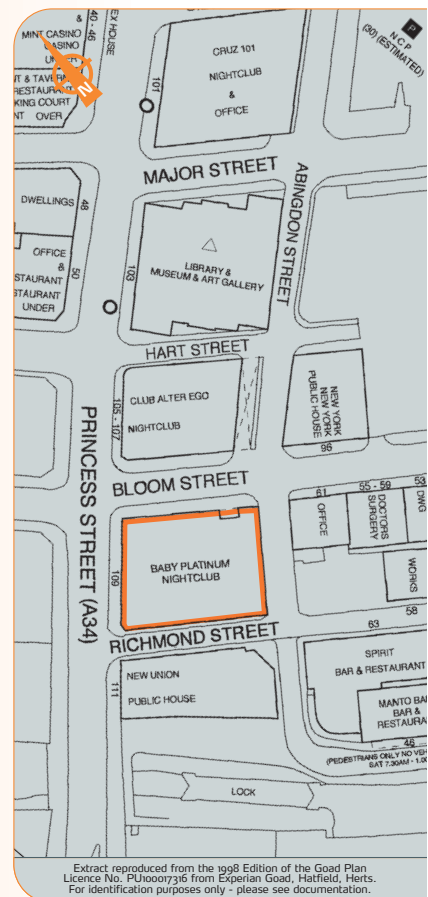 40 - 46
EX HOUSE
&
MINT CASINO
CASINO
UNDER
NT & TAVERN
RESTAURANT
KING COURT
NT OVER
N
CRUZ 101
NIGHTCLUB
&
OFFICE
101
P
NCP
(30) (ESTIMATED)
MAJOR STREET
ABINGDON STREET
DWELLINGS
48
OFFICE
&
STAURANT
STAURANT
UNDER
50
103
LIBRARY &
MUSEUM & ART GALLERY
HART STREET
CLUB ALTER EGO
NIGHTCLUB
105 - 107
NEW YORK
NEW YORK
PUBLIC HOUSE
96
PRINCESS STREET (A34)
BLOOM STREET
61
55 - 59
53
OFFICE
DOCTORS
SURGERY
DWG
WORKS
58
BABY PLATINUM
NIGHTCLUB
109
RICHMOND STREET
63
NEW UNION
PUBLIC HOUSE
111
SPIRIT
BAR & RESTAURANT
MANTO BA
BAR &
RESTAURA
46
(PEDESTRIANS ONLY NO VEH
SAT 7.30AM - 1.00
LOCK
Extract reproduced from the 1998 Edition of the Goad Plan
Licence No. PU100017316 from Experian Goad, Hatfield, Herts.
For identification purposes only - please see documentation.